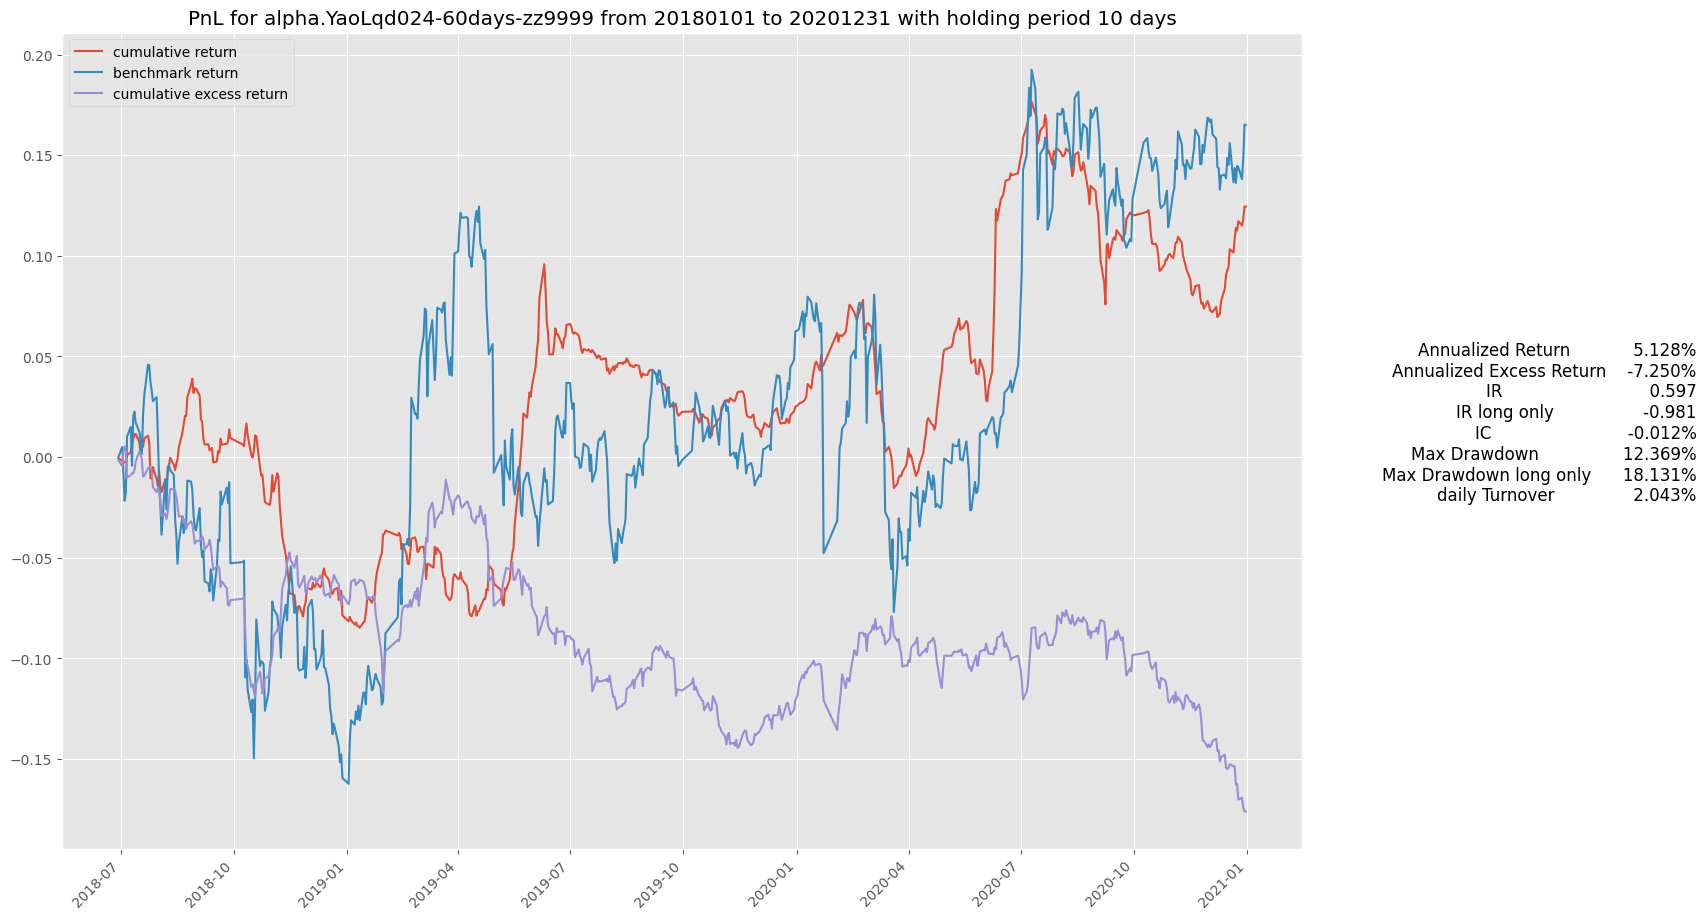 PnL for alpha.YaoLqd024-60days-zz9999 from 20180101 to 20201231 with holding period 10 days
cumulative return
benchmark return
cumulative excess return
0.20
0.15
0.10
0.05
0.00
−0.05
−0.10
−0.15
2018-07
2018-10
2019-01
2019-04
2019-07
2019-10
2020-01
2020-04
2020-07
2020-10
2021-01
Annualized Return 5.128%
Annualized Excess Return -7.250%
IR 0.597
IR long only -0.981
IC -0.012%
Max Drawdown 12.369%
Max Drawdown long only 18.131%
daily Turnover 2.043%